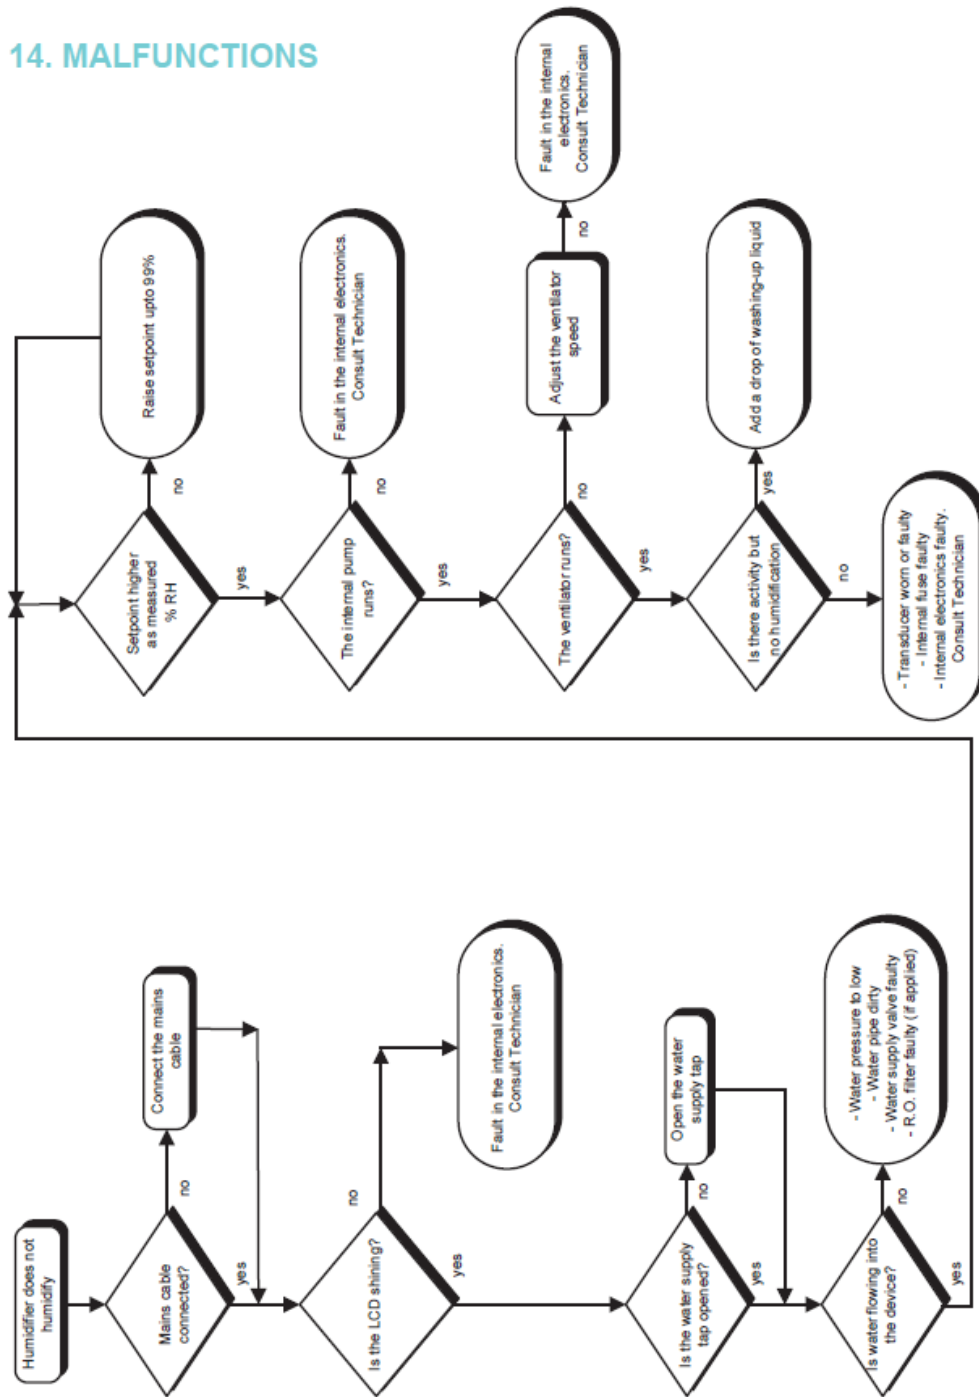 14. MALFUNCTIONS
Humidifier does not
humidify
Mains cable
connected?
no
Connect the mains
cable
yes
Is the LCD shining?
no
Fault in the internal electronics.
Consult Technician
yes
Is the water supply
tap opened?
no
Open the water
supply tap
yes
Is water flowing into
the device?
no
- Water pressure to low
- Water pipe dirty
- Water supply valve faulty
- R.O. filter faulty (if applied)
yes
Setpoint higher
as measured
% RH
no
Raise setpoint upto 99%
yes
The internal pump
runs?
no
Fault in the internal electronics.
Consult Technician
yes
The ventilator runs?
no
Adjust the ventilator
speed
no
Fault in the internal
electronics.
Consult Technician
yes
Is there activity but
no humidification
yes
Add a drop of washing-up liquid
no
- Transducer worn or faulty
- Internal fuse faulty
- Internal electronics faulty.
Consult Technician